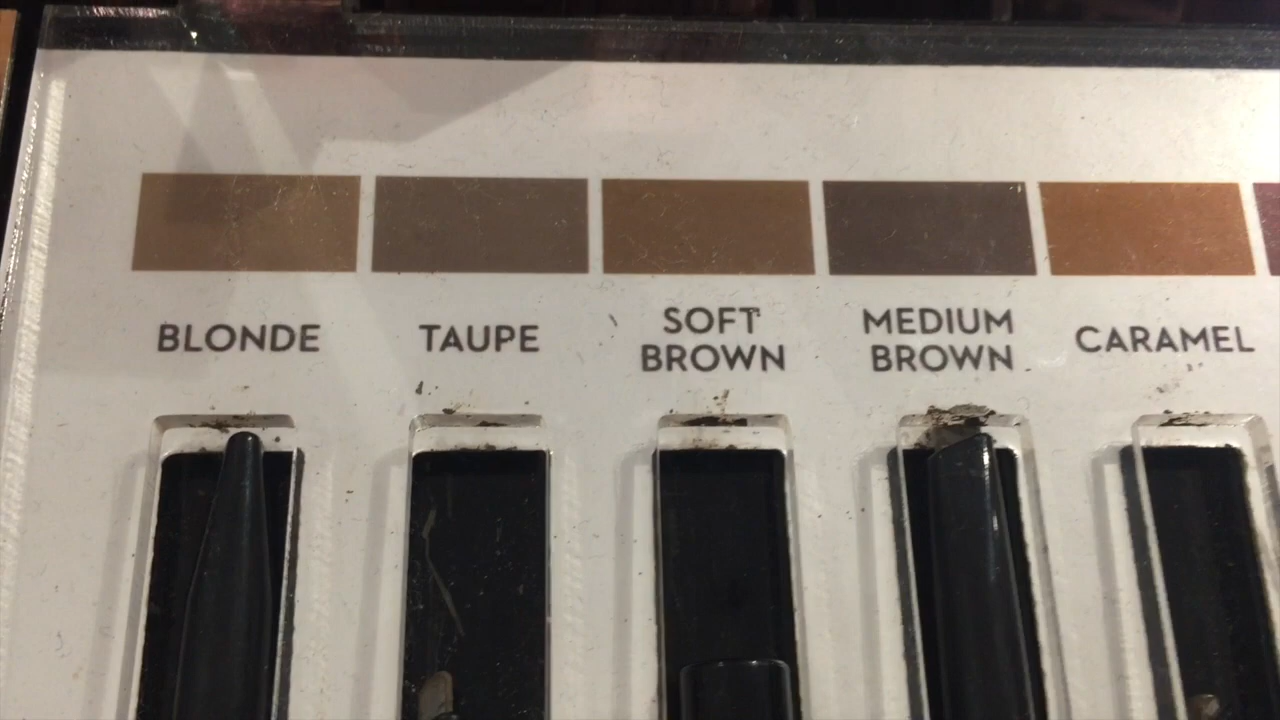 BLONDE
TAUPE
SOFT
BROWN
MEDIUM
BROWN
CARAMEL